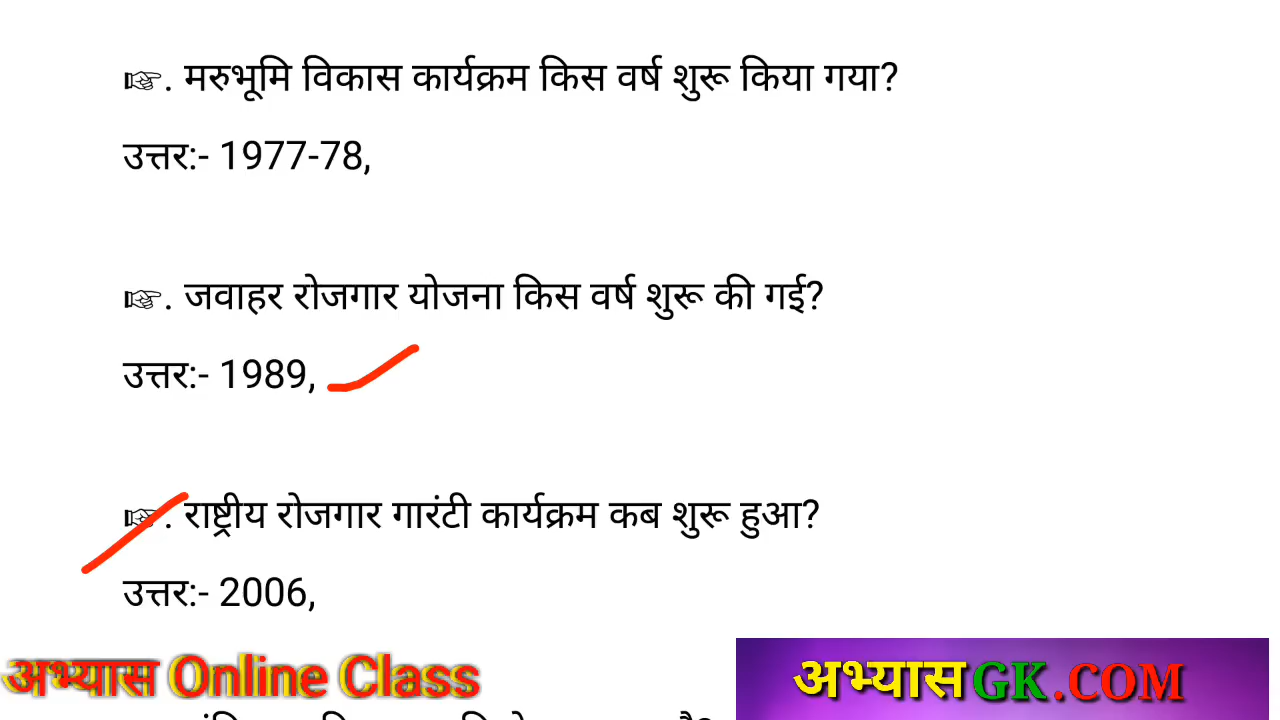 ☞. मरुभूमि विकास कार्यक्रम किस वर्ष शुरू किया गया?
उत्तर:- 1977-78,
☞. जवाहर रोजगार योजना किस वर्ष शुरू की गई?
उत्तर:- 1989,
☞. राष्ट्रीय रोजगार गारंटी कार्यक्रम कब शुरू हुआ?
उत्तर:- 2006,
अभ्यास Online Class
अभ्यास GK.COM